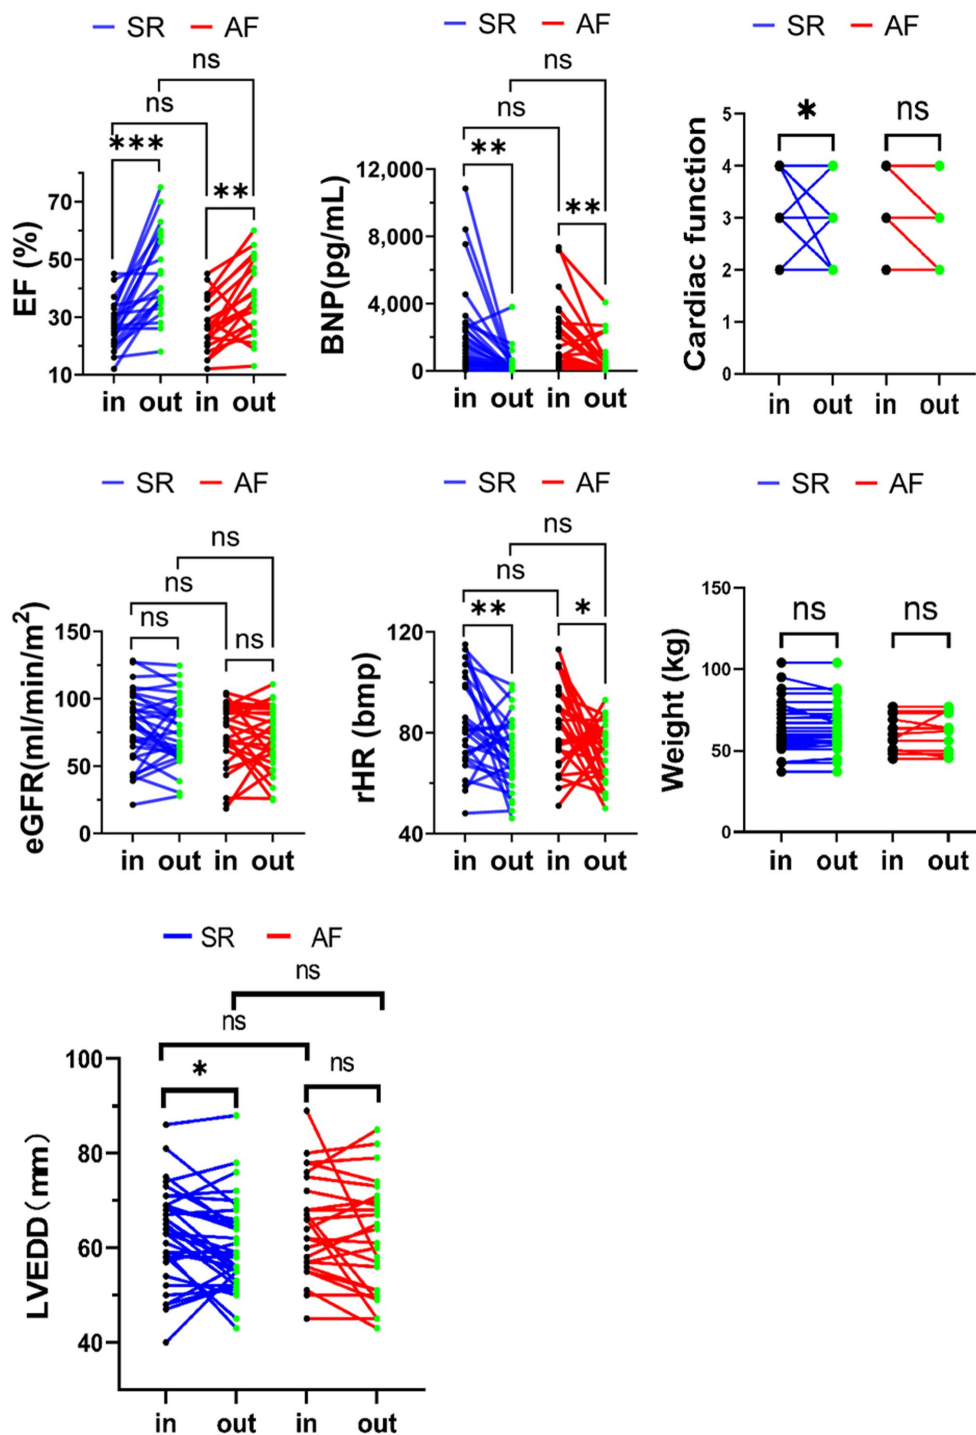 SR AF
ns
ns
***
**
EF (%)
70
50
30
10
in out in out
SR AF
ns
ns
**
**
BNP(pg/mL)
12,000
8,000
4,000
0
in out in out
SR AF
*
ns
Cardiac function
5
4
3
2
1
0
in out in out
SR AF
ns
ns
ns
ns
eGFR(ml/min/m²)
150
100
50
0
in out in out
SR AF
ns
ns
**
*
rHR (bmp)
120
80
40
in out in out
SR AF
ns
ns
Weight (kg)
150
100
50
0
in out in out
SR AF
ns
ns
*
ns
LVEDD(mm)
100
80
60
40
in out in out